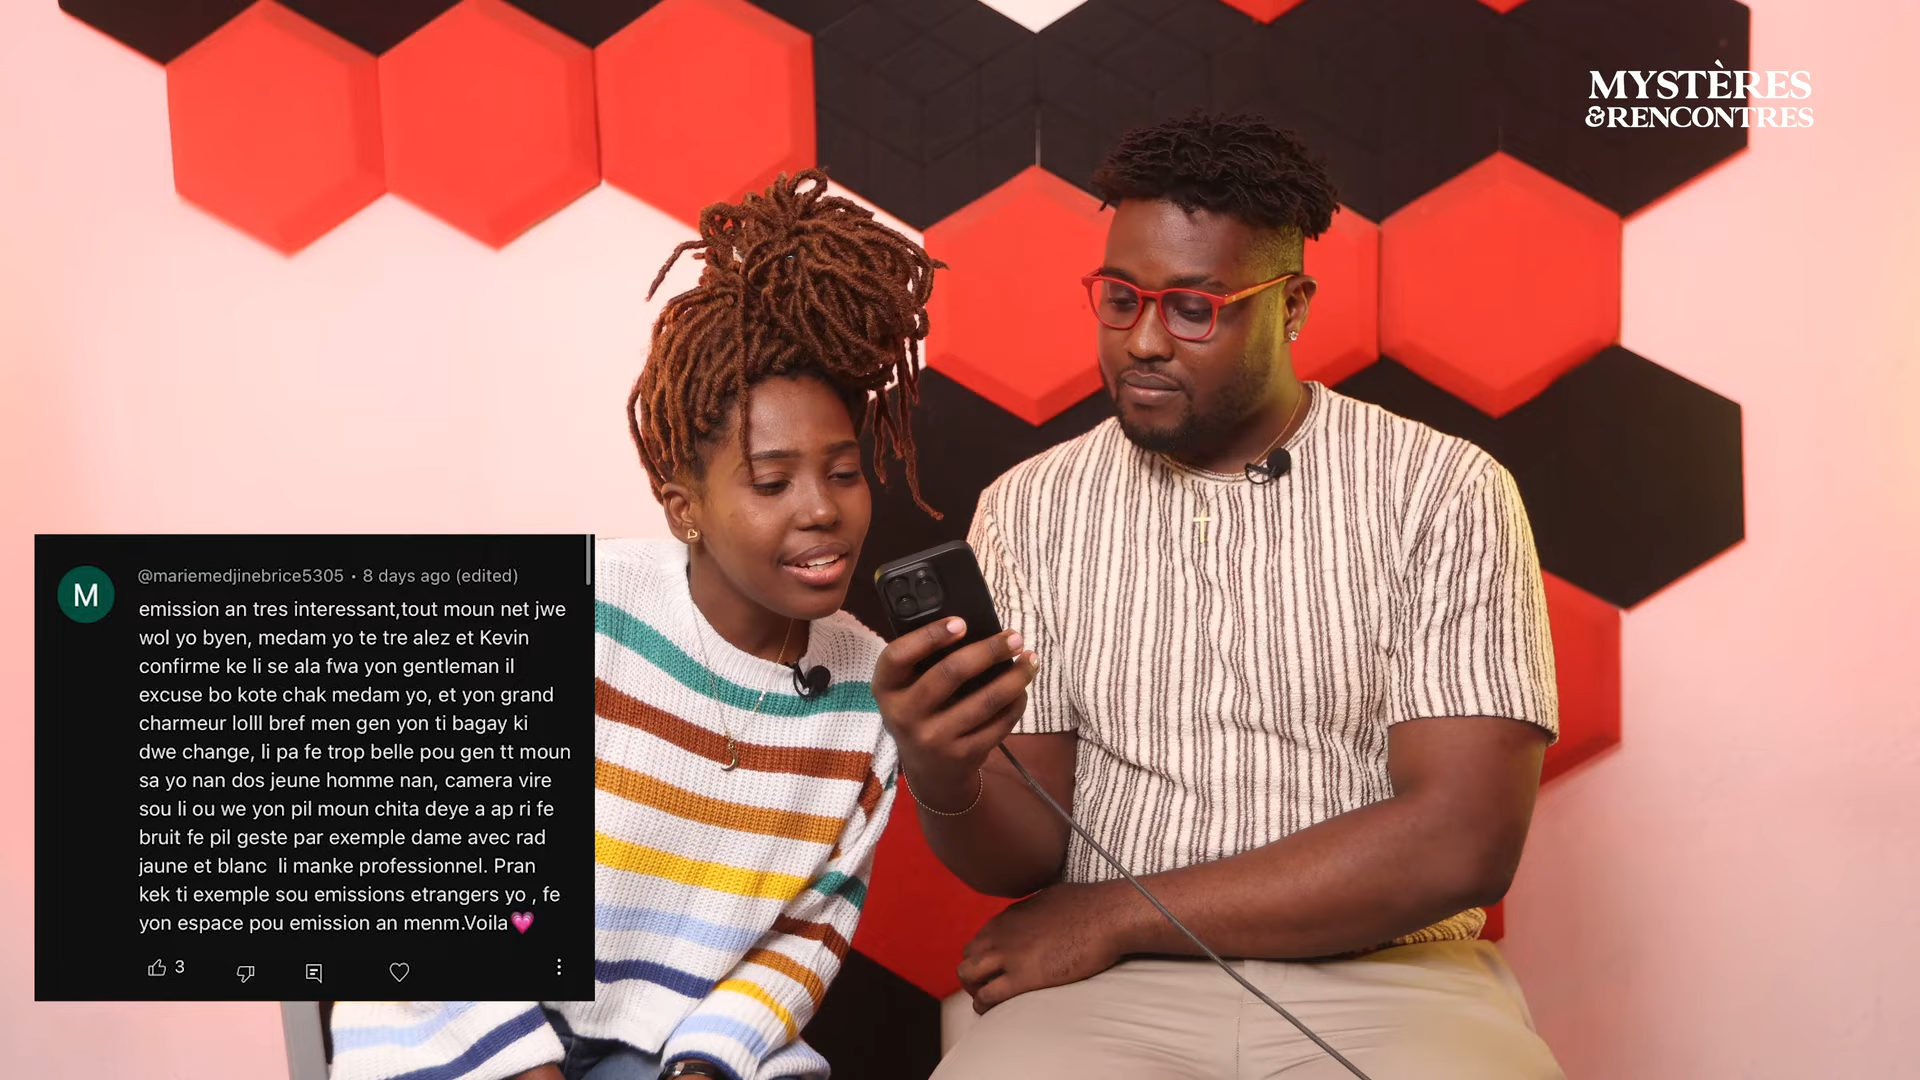 MYSTÈRES
&RENCONTRES
M
@mariemedjinebrice5305 • 8 days ago (edited)
emission an tres interessant,tout moun net jwe
wol yo byen, medam yo te tre alez et Kevin
confirme ke li se ala fwa yon gentleman il
excuse bo kote chak medam yo, et yon grand
charmeur lolll bref men gen yon ti bagay ki
dwe change, li pa fe trop belle pou gen tt moun
sa yo nan dos jeune homme nan, camera vire
sou li ou we yon pil moun chita deye a ap ri fe
bruit fe pil geste par exemple dame avec rad
jaune et blanc  li manke professionnel. Pran
kek ti exemple sou emissions etrangers yo , fe
yon espace pou emission an menm.Voila💗
3